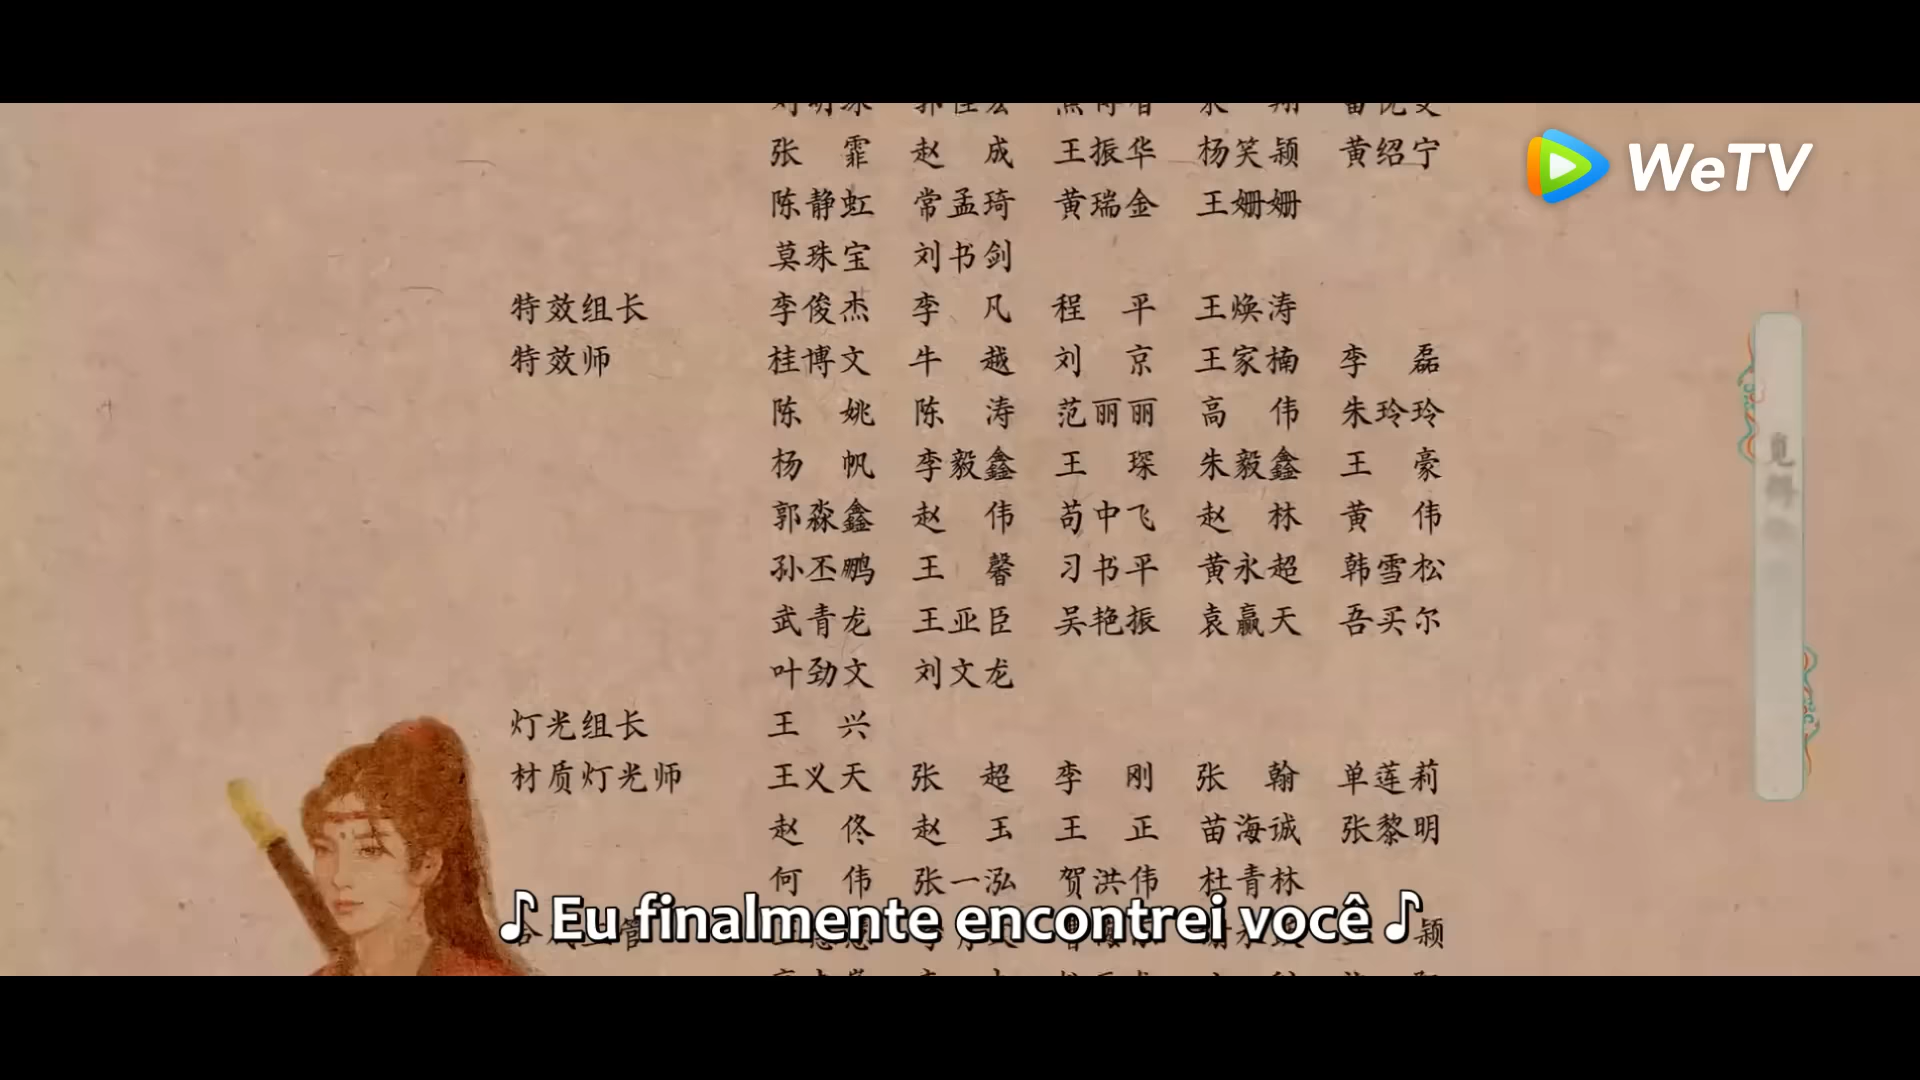 WeTV
张 霏 赵 成 王振华 杨笑颖 黄绍宁
陈静虹 常孟琦 黄瑞金 王姗姗
莫珠宝 刘书剑
特效组长 李俊杰 李 凡 程 平 王焕涛
特效师 桂博文 牛 越 刘 京 王家楠 李 磊
陈 姚 陈 涛 范丽丽 高 伟 朱玲玲
杨 帆 李毅鑫 王 琛 朱毅鑫 王 豪
郭淼鑫 赵 伟 苟中飞 赵 林 黄 伟
孙丕鹏 王 馨 习书平 黄永超 韩雪松
武青龙 王亚臣 吴艳振 袁赢天 吾买尔
叶劲文 刘文龙
灯光组长 王 兴
材质灯光师 王义天 张 超 李 刚 张 翰 单莲莉
赵 佟 赵 玉 王 正 苗海诚 张黎明
何 伟 张一泓 贺洪伟 杜青林
♪ Eu finalmente encontrei você ♪